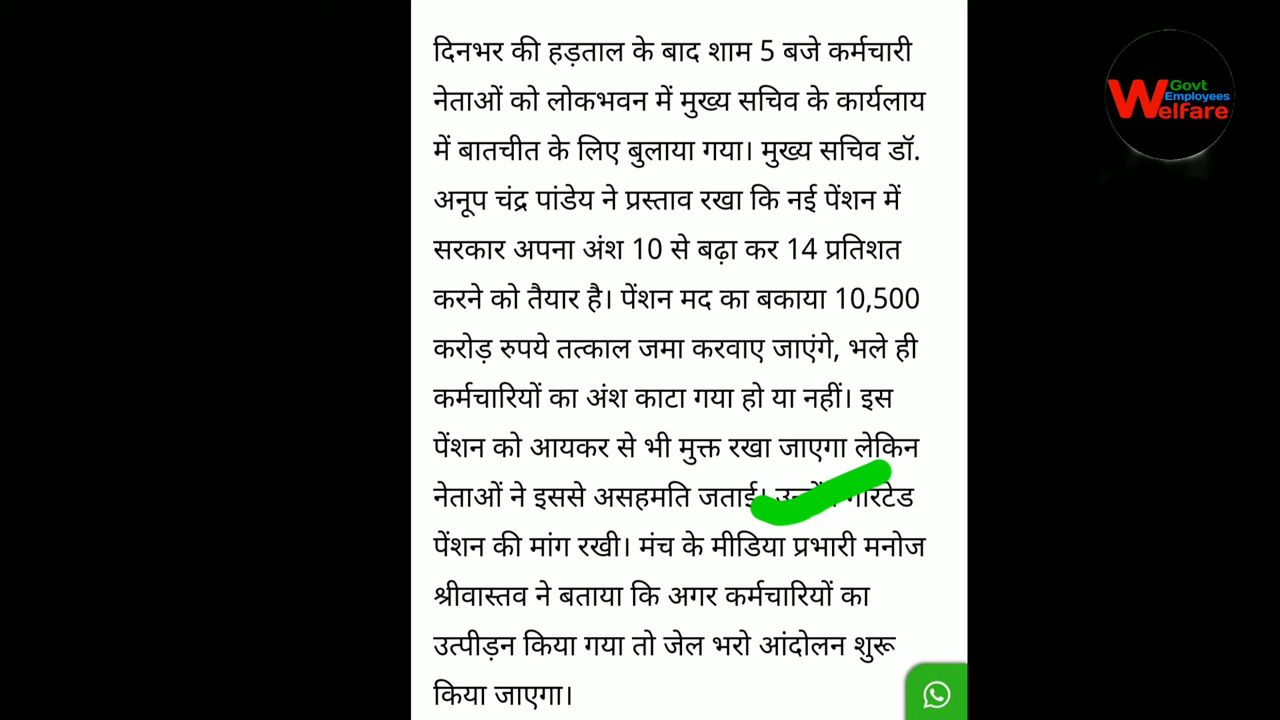 दिनभर की हड़ताल के बाद शाम 5 बजे कर्मचारी
नेताओं को लोकभवन में मुख्य सचिव के कार्यलाय
में बातचीत के लिए बुलाया गया। मुख्य सचिव डॉ.
अनूप चंद्र पांडेय ने प्रस्ताव रखा कि नई पेंशन में
सरकार अपना अंश 10 से बढ़ा कर 14 प्रतिशत
करने को तैयार है। पेंशन मद का बकाया 10,500
करोड़ रुपये तत्काल जमा करवाए जाएंगे, भले ही
कर्मचारियों का अंश काटा गया हो या नहीं। इस
पेंशन को आयकर से भी मुक्त रखा जाएगा लेकिन
नेताओं ने इससे असहमति जताई।
पेंशन की मांग रखी। मंच के मीडिया प्रभारी मनोज
श्रीवास्तव ने बताया कि अगर कर्मचारियों का
उत्पीड़न किया गया तो जेल भरो आंदोलन शुरू
किया जाएगा।
Govt
Employees
Welfare